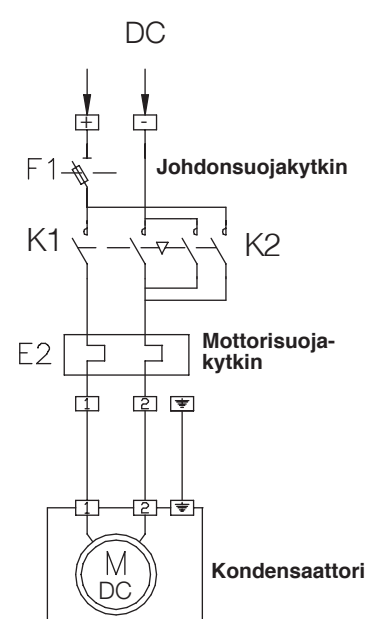 DC
+ -
F1 Johdonsuojakytkin
K1 K2
E2 Mottorisuoja-
kytkin
1 2
1 2
M
DC
Kondensaattori